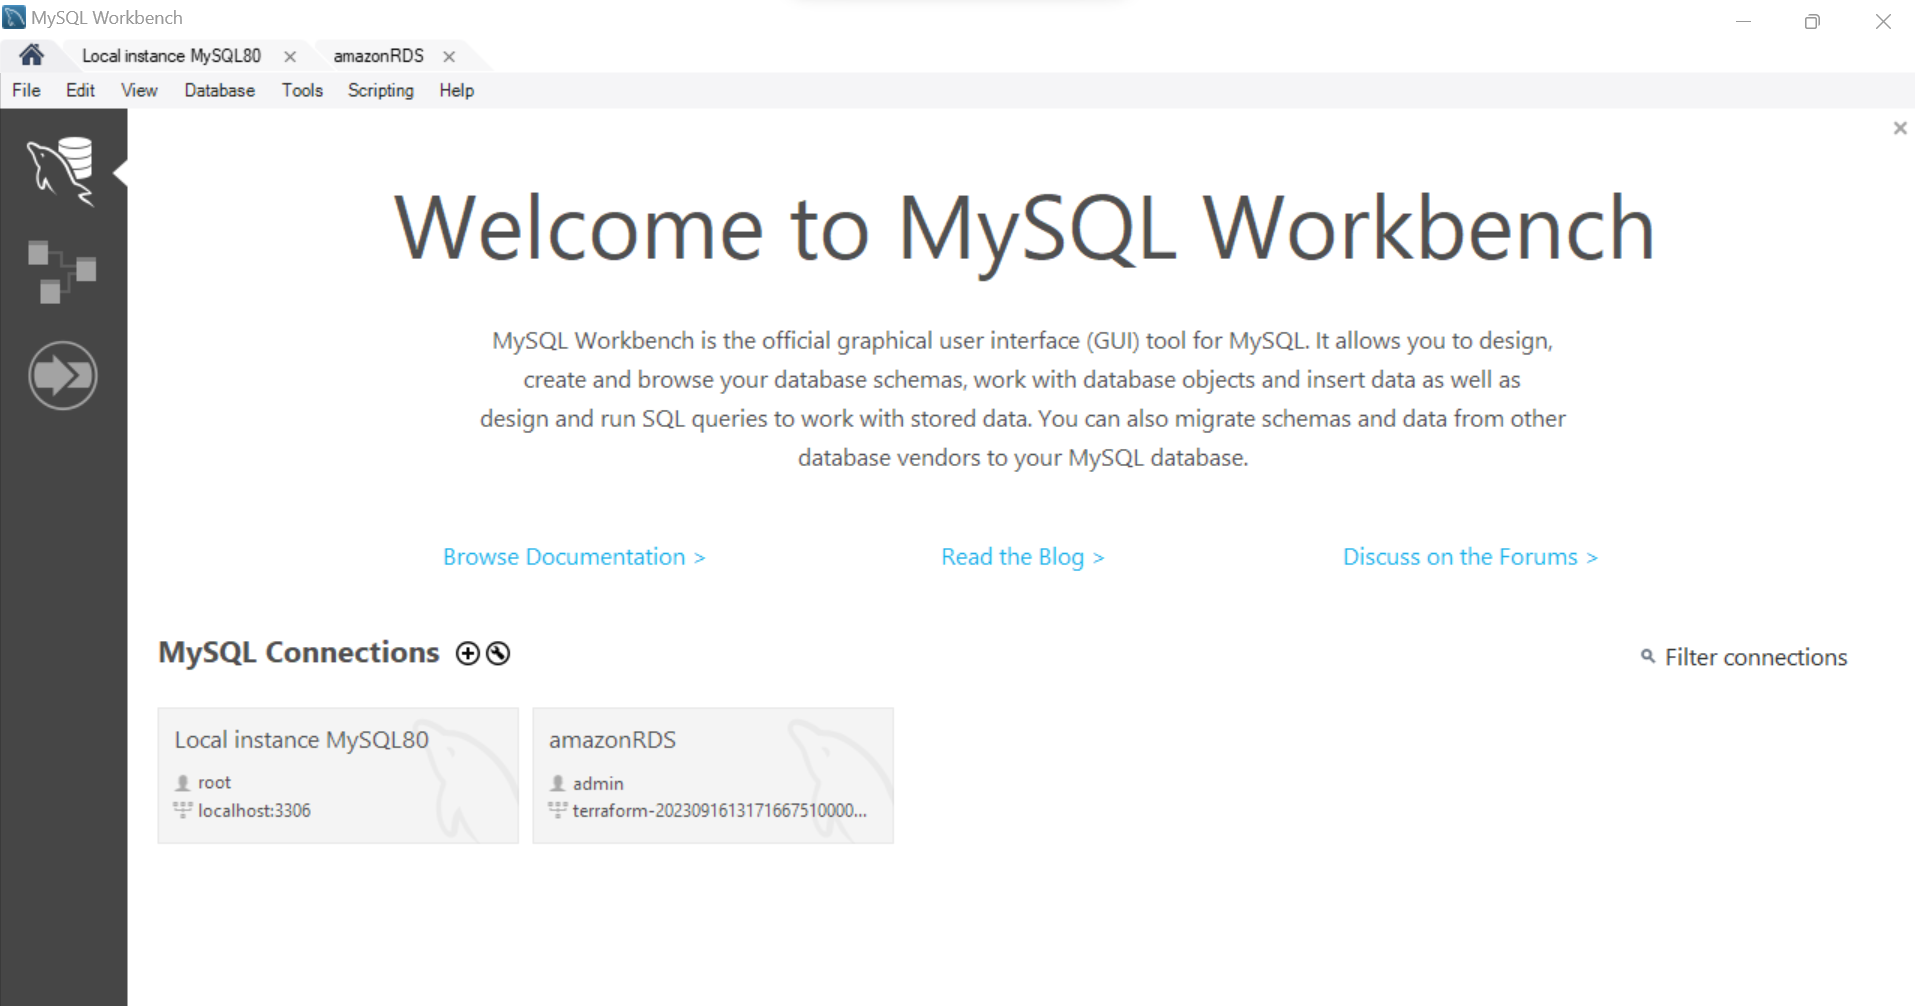 MySQL Workbench
Local instance MySQL80
amazonRDS
File Edit View Database Tools Scripting Help
Welcome to MySQL Workbench
MySQL Workbench is the official graphical user interface (GUI) tool for MySQL. It allows you to design,
create and browse your database schemas, work with database objects and insert data as well as
design and run SQL queries to work with stored data. You can also migrate schemas and data from other
database vendors to your MySQL database.
Browse Documentation >
Read the Blog >
Discuss on the Forums >
MySQL Connections
Filter connections
Local instance MySQL80
root
localhost:3306
amazonRDS
admin
terraform-2023091613171667510000...